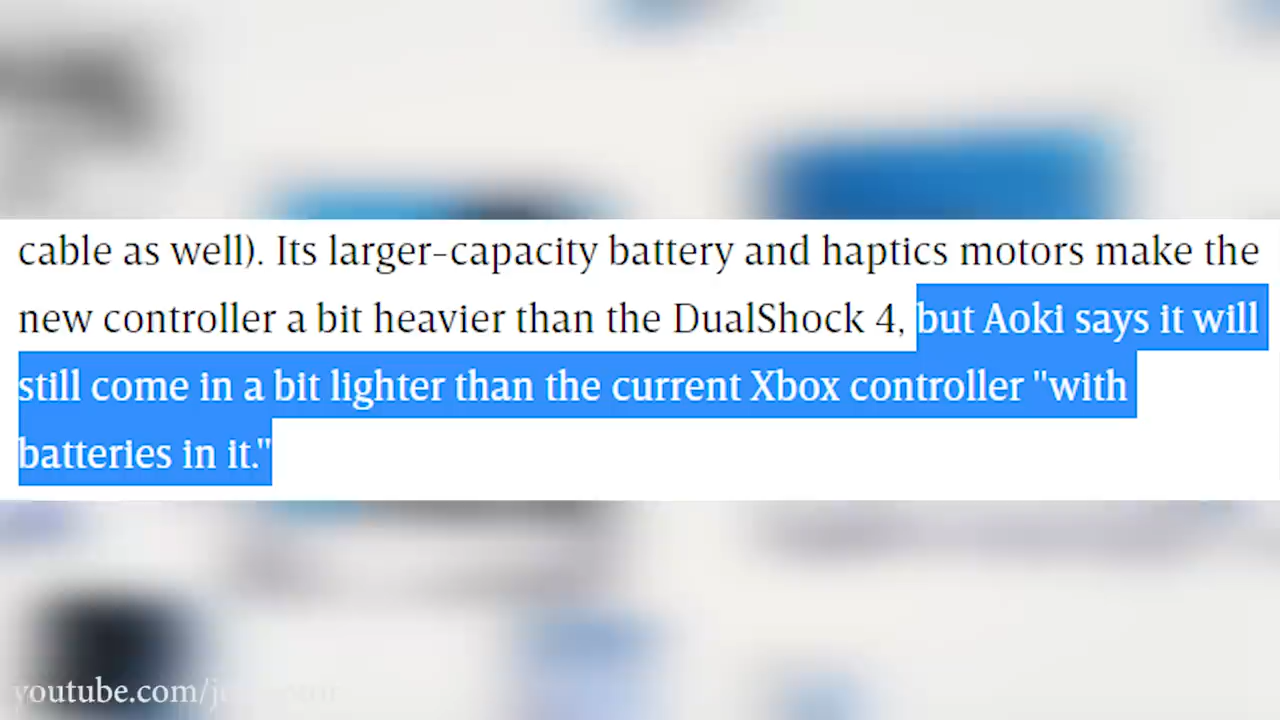 cable as well). Its larger-capacity battery and haptics motors make the
new controller a bit heavier than the DualShock 4, but Aoki says it will
still come in a bit lighter than the current Xbox controller "with
batteries in it."